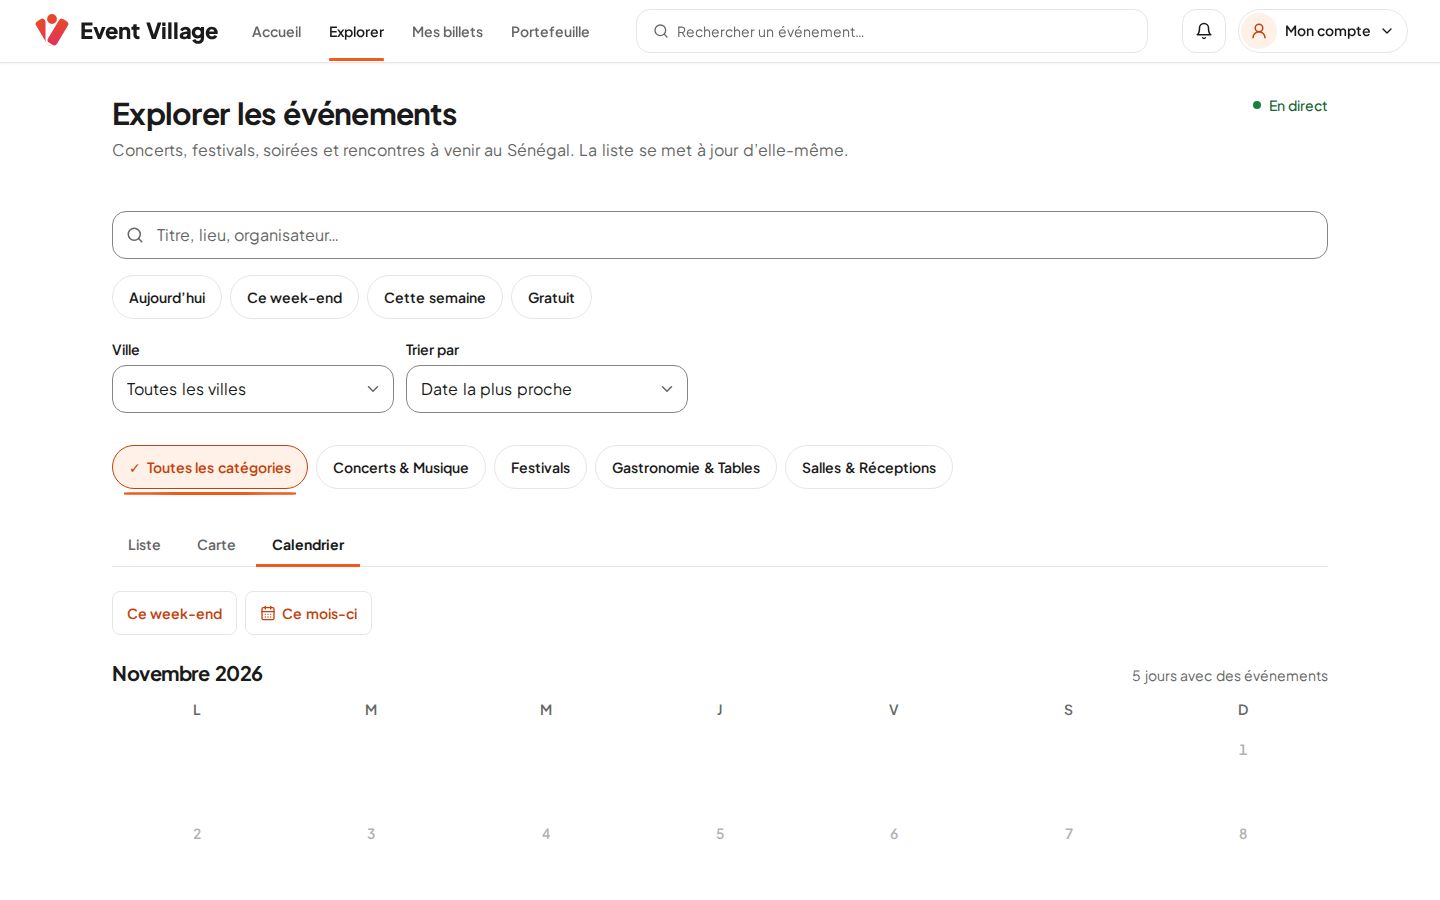 Event Village
Accueil
Explorer
Mes billets
Portefeuille
Rechercher un événement…
Mon compte
Explorer les événements
En direct
Concerts, festivals, soirées et rencontres à venir au Sénégal. La liste se met à jour d’elle-même.
Titre, lieu, organisateur…
Aujourd’hui
Ce week-end
Cette semaine
Gratuit
Ville
Trier par
Toutes les villes
Date la plus proche
✓ Toutes les catégories
Concerts & Musique
Festivals
Gastronomie & Tables
Salles & Réceptions
Liste
Carte
Calendrier
Ce week-end
Ce mois-ci
Novembre 2026
5 jours avec des événements
L M M J V S D
1
2 3 4 5 6 7 8